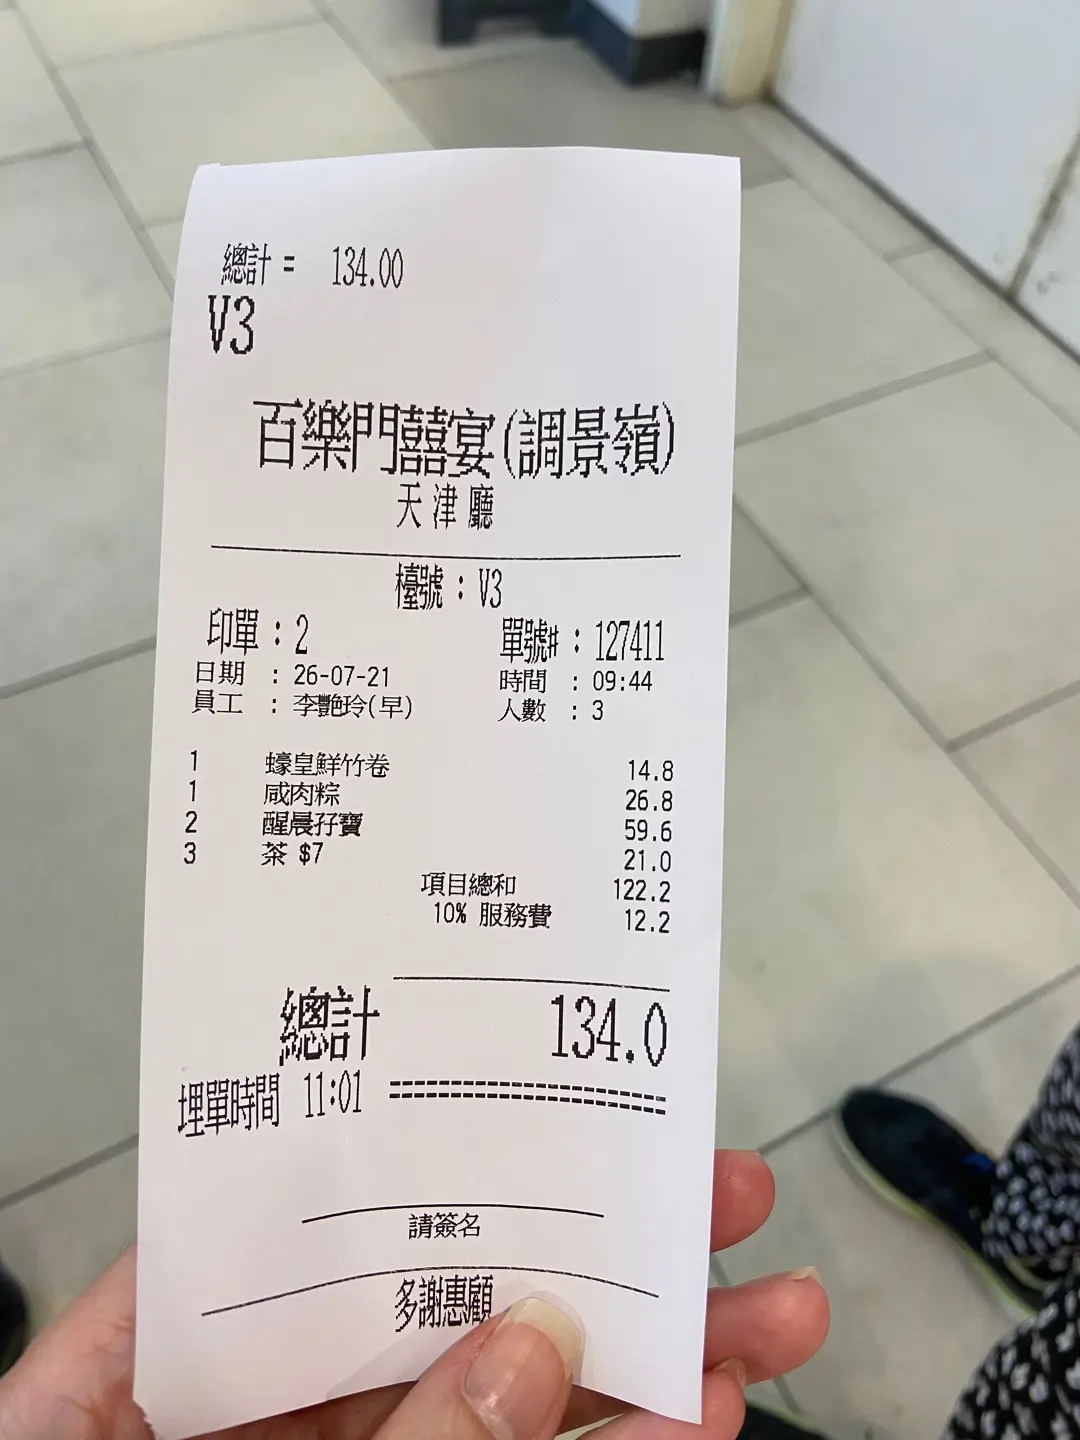 總計 = 134.00
V3
百樂門囍宴(調景嶺)
天津廳
檯號 : V3
印單 : 2 單號# : 127411
日期 : 26-07-21 時間 : 09:44
員工 : 李艷玲(早) 人數 : 3
1 蠔皇鮮竹卷 14.8
1 咸肉粽 26.8
2 醒晨孖寶 59.6
3 茶 $7 21.0
項目總和 122.2
10% 服務費 12.2
總計 134.0
埋單時間 11:01
請簽名
多謝惠顧